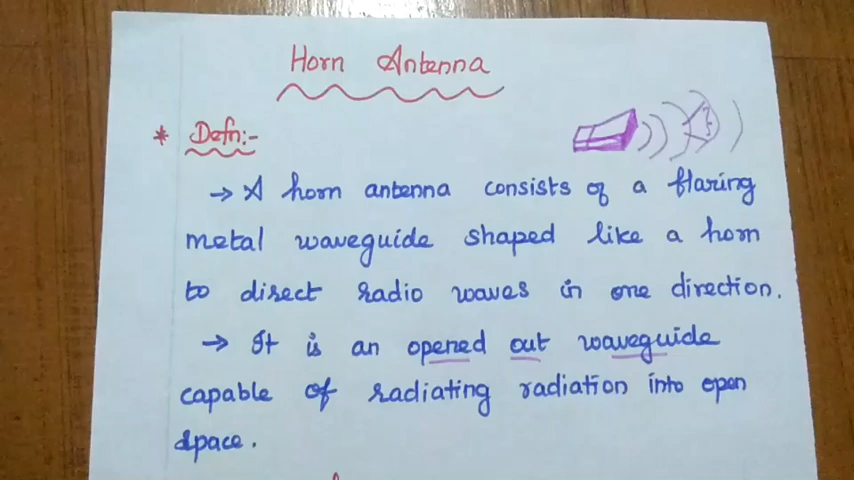 Horn Antenna
* Defn:-
→ A horn antenna consists of a flaring
metal waveguide shaped like a horn
to direct radio waves in one direction.
→ It is an opened out waveguide
capable of radiating radiation into open
space.